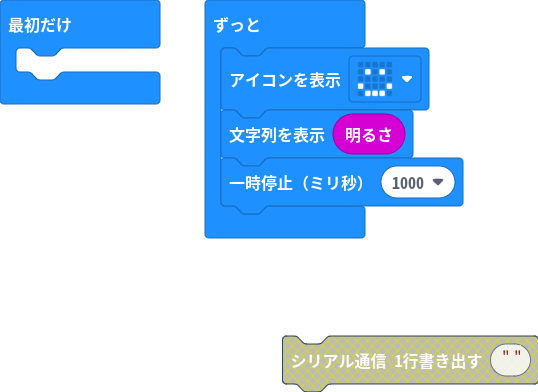 最初だけ
ずっと
アイコンを表示
文字列を表示 明るさ
一時停止（ミリ秒） 1000
シリアル通信 1行書き出す " "